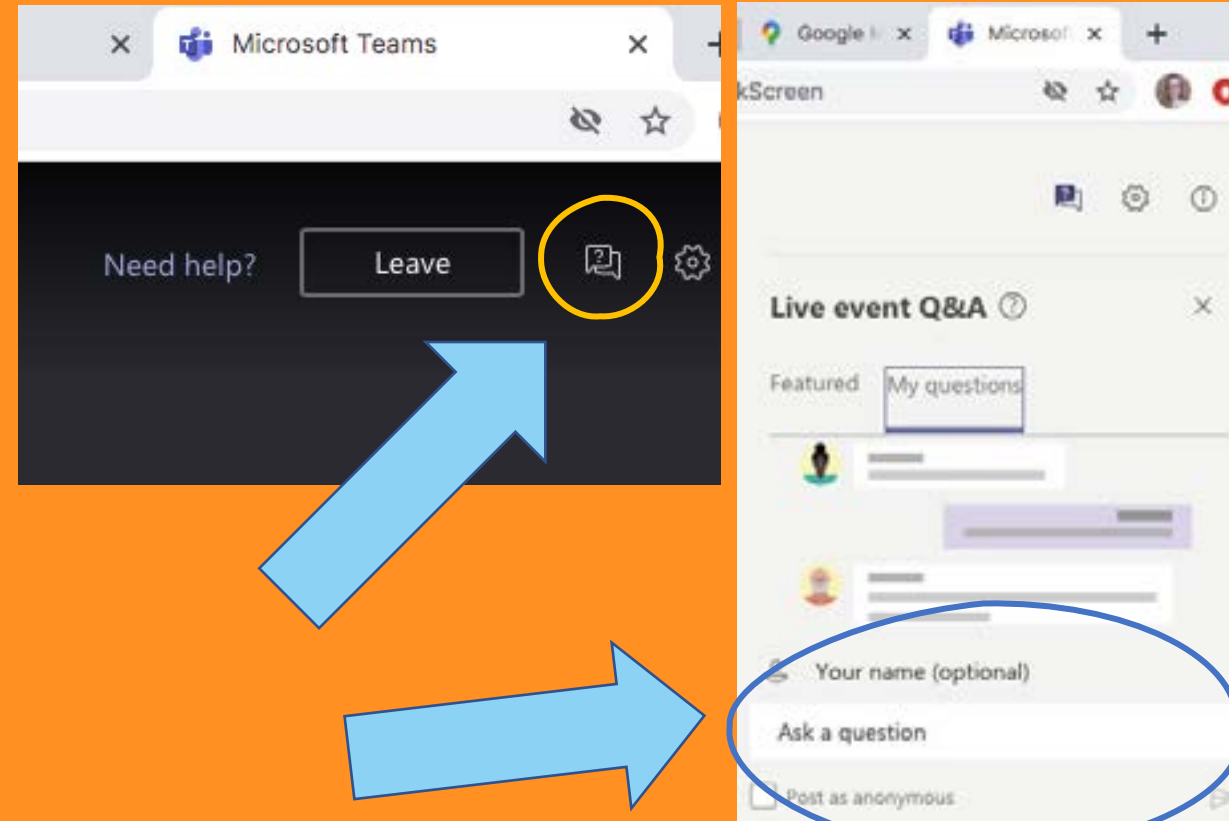 Microsoft Teams
Need help?
Leave
Google
Microsof
kScreen
Live event Q&A
Featured
My questions
Your name (optional)
Ask a question
Post as anonymous